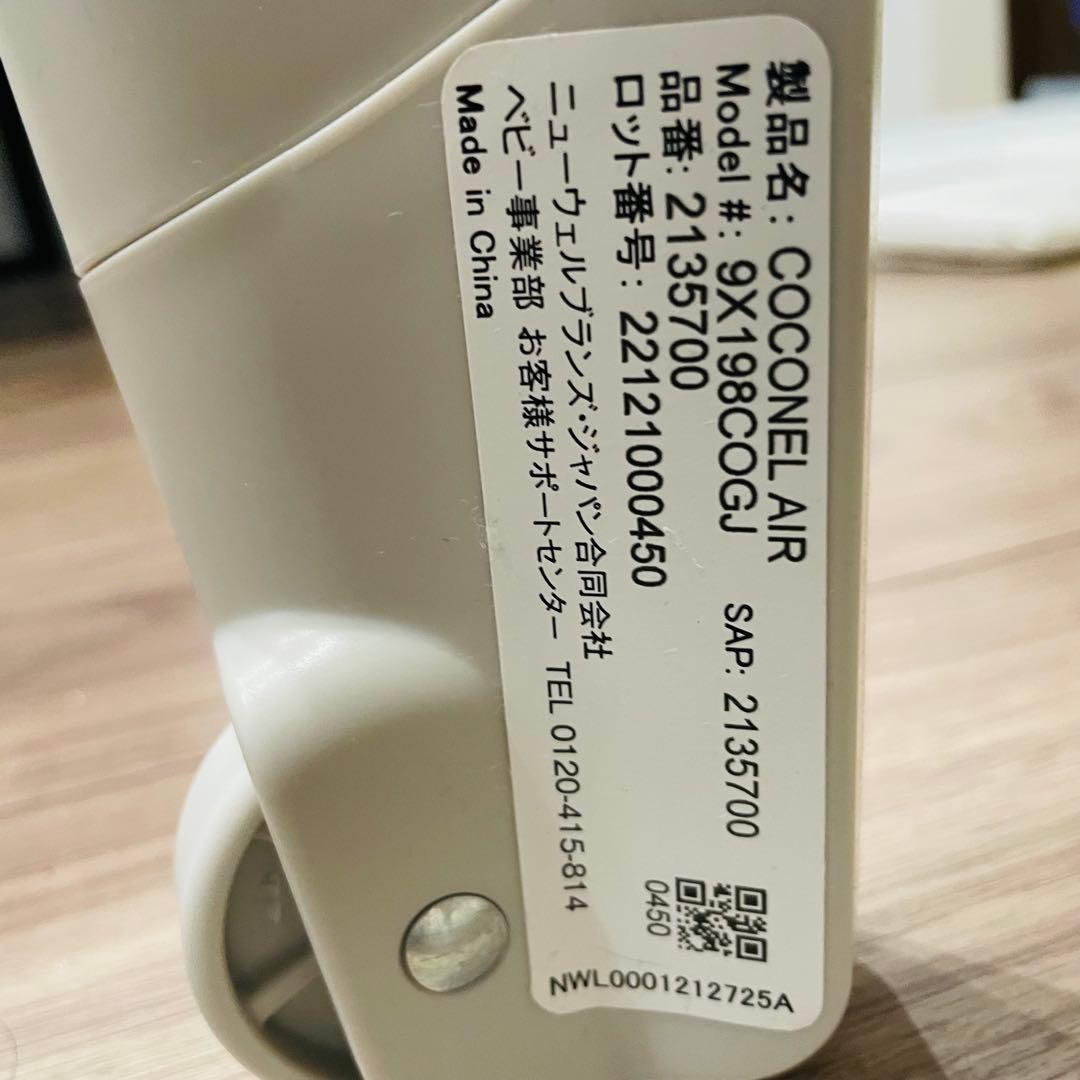 製品名: COCONEL AIR
Model #: 9X198COGJ SAP: 2135700
品番: 2135700
ロット番号: 2212100450
ニューウェルブランズ・ジャパン合同会社
ベビー事業部 お客様サポートセンター TEL 0120-415-814
Made in China
0450
NWL0001212725A